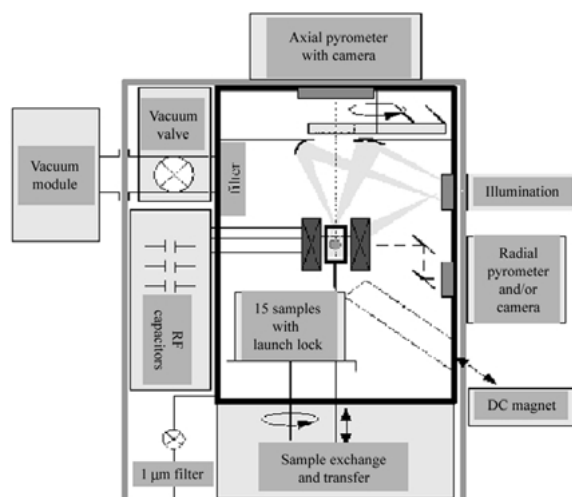 Axial pyrometer
with camera
Vacuum
valve
Vacuum
module
filter
Illumination
Radial
pyrometer
and/or
camera
RF
capacitors
15 samples
with
launch lock
DC magnet
1 μm filter
Sample exchange
and transfer